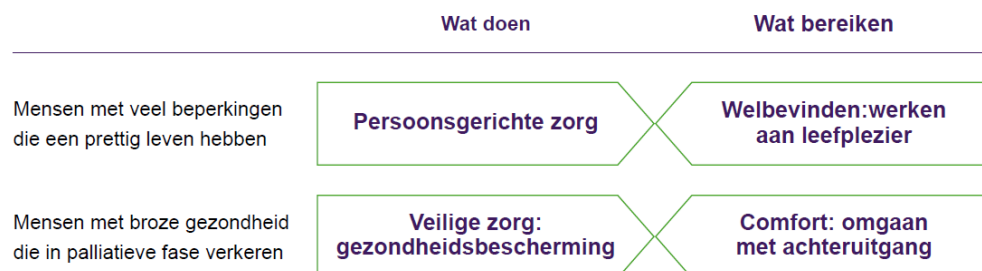 Wat doen
Wat bereiken
Mensen met veel beperkingen
die een prettig leven hebben
Persoonsgerichte zorg
Welbevinden:werken
aan leefplezier
Mensen met broze gezondheid
die in palliatieve fase verkeren
Veilige zorg:
gezondheidsbescherming
Comfort: omgaan
met achteruitgang